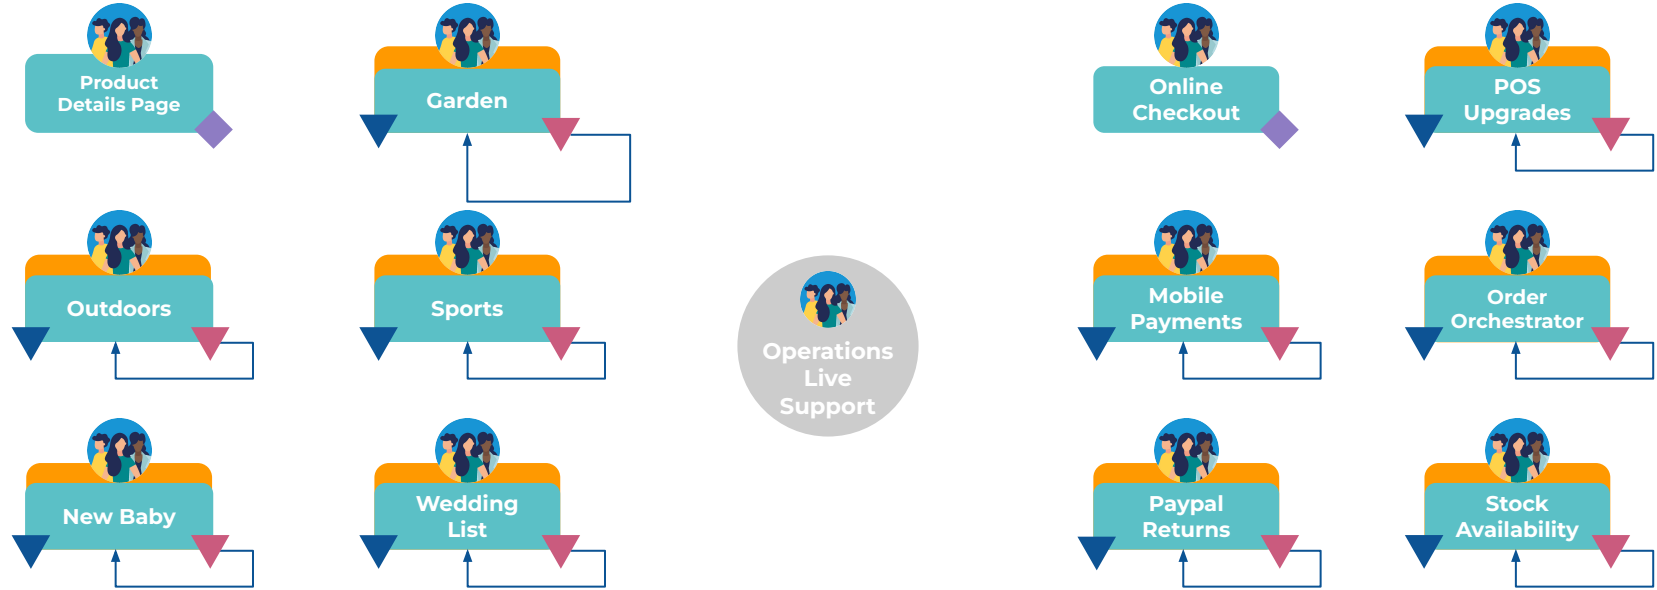 Product
Details Page
Garden
Online
Checkout
POS
Upgrades
Outdoors
Sports
Operations
Live
Support
Mobile
Payments
Order
Orchestrator
New Baby
Wedding
List
Paypal
Returns
Stock
Availability